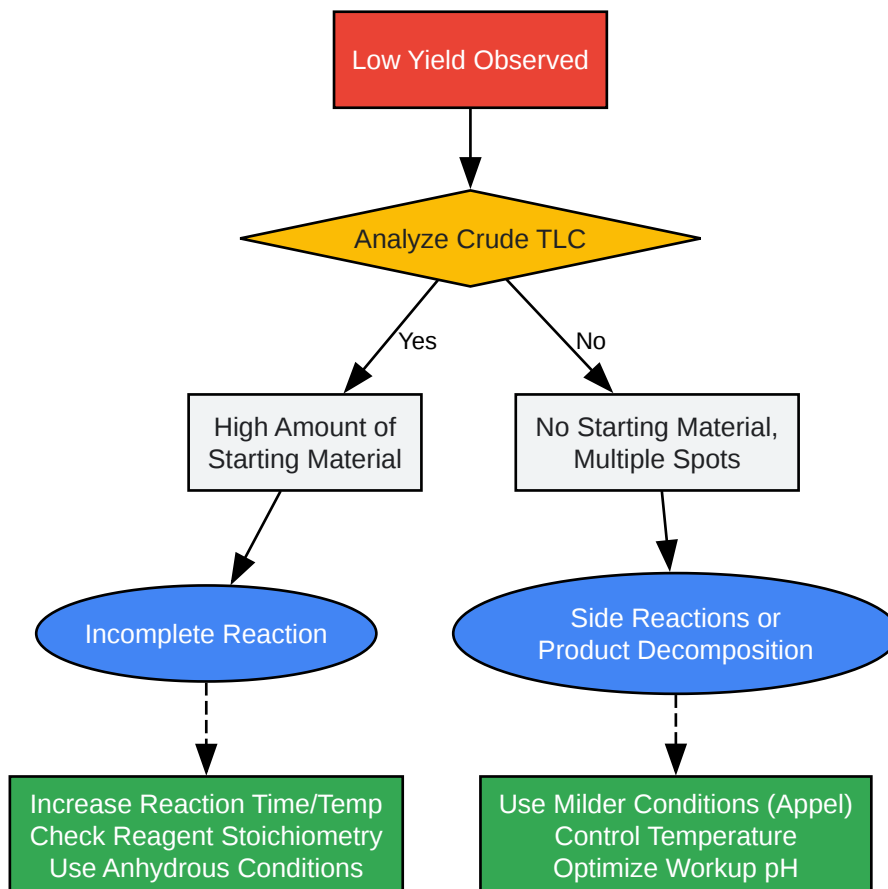 Low Yield Observed
Analyze Crude TLC
Yes
No
High Amount of
Starting Material
No Starting Material,
Multiple Spots
Incomplete Reaction
Side Reactions or
Product Decomposition
Increase Reaction Time/Temp
Check Reagent Stoichiometry
Use Anhydrous Conditions
Use Milder Conditions (Appel)
Control Temperature
Optimize Workup pH